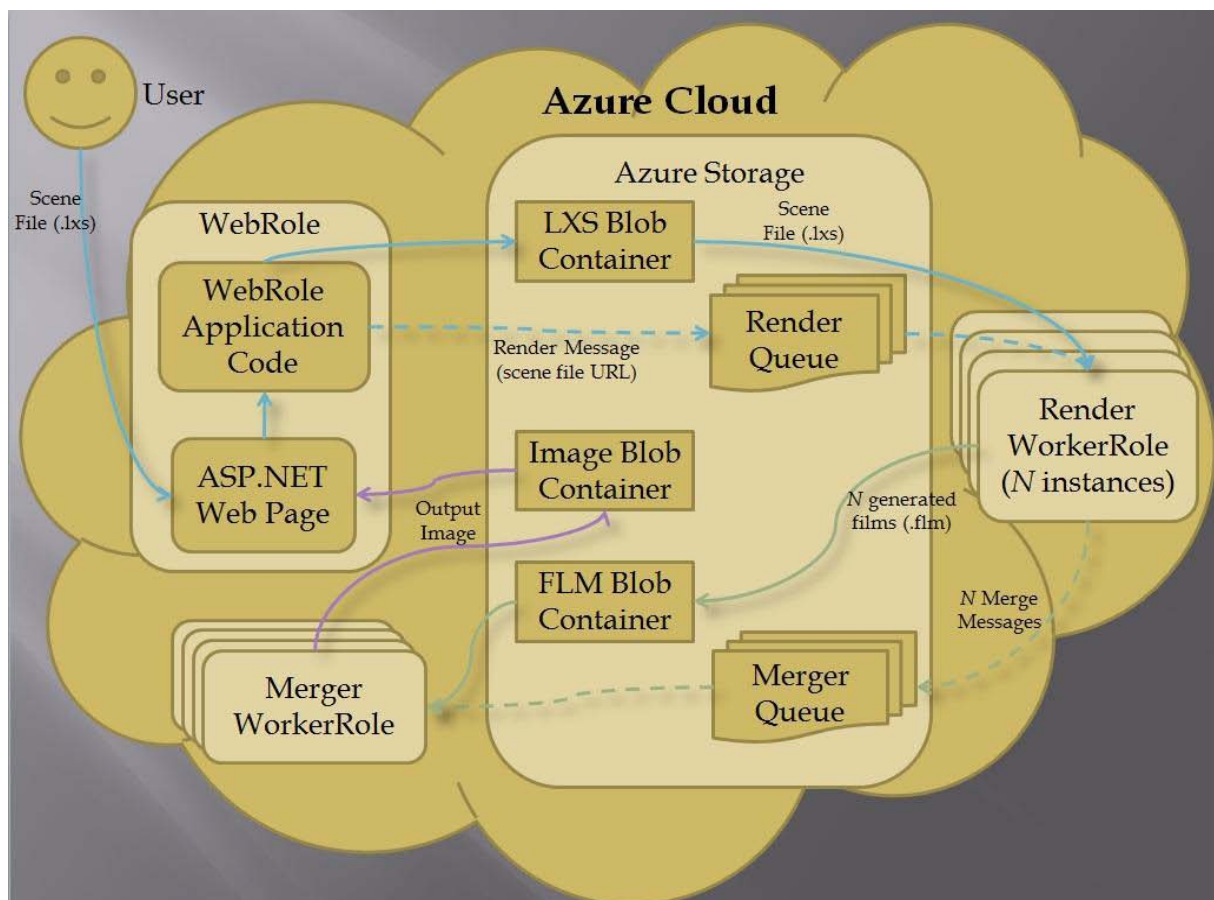 User
Azure Cloud
Azure Storage
Scene
File (.lxs)
WebRole
WebRole
Application
Code
LXS Blob
Container
Scene
File (.lxs)
Render
Queue
Render Message
(scene file URL)
Render
WorkerRole
(N instances)
ASP.NET
Web Page
Image Blob
Container
Output
Image
N generated
films (.flm)
FLM Blob
Container
N Merge
Messages
Merger
WorkerRole
Merger
Queue